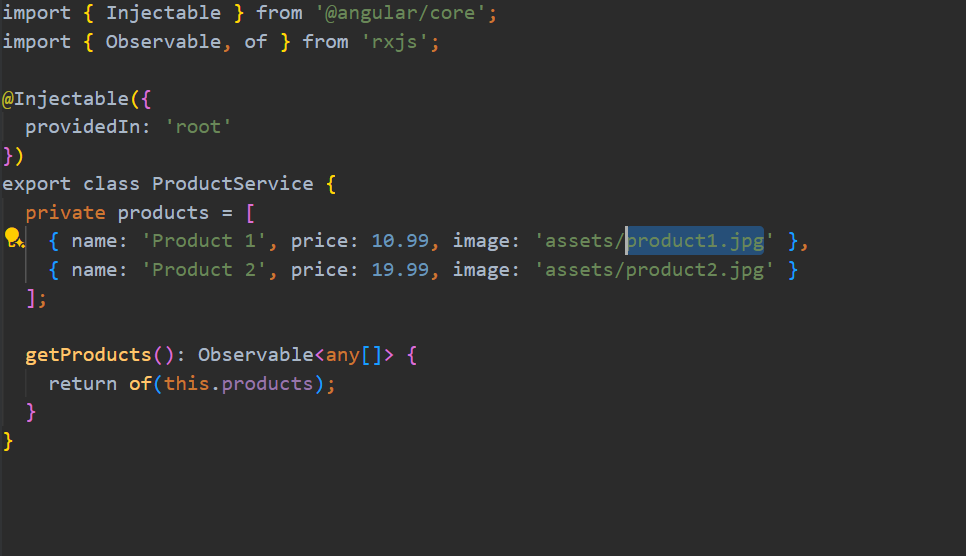 import { Injectable } from '@angular/core';
import { Observable, of } from 'rxjs';
@Injectable({
  providedIn: 'root'
})
export class ProductService {
  private products = [
    { name: 'Product 1', price: 10.99, image: 'assets/product1.jpg' },
    { name: 'Product 2', price: 19.99, image: 'assets/product2.jpg' }
  ];
  getProducts(): Observable<any[]> {
    return of(this.products);
  }
}